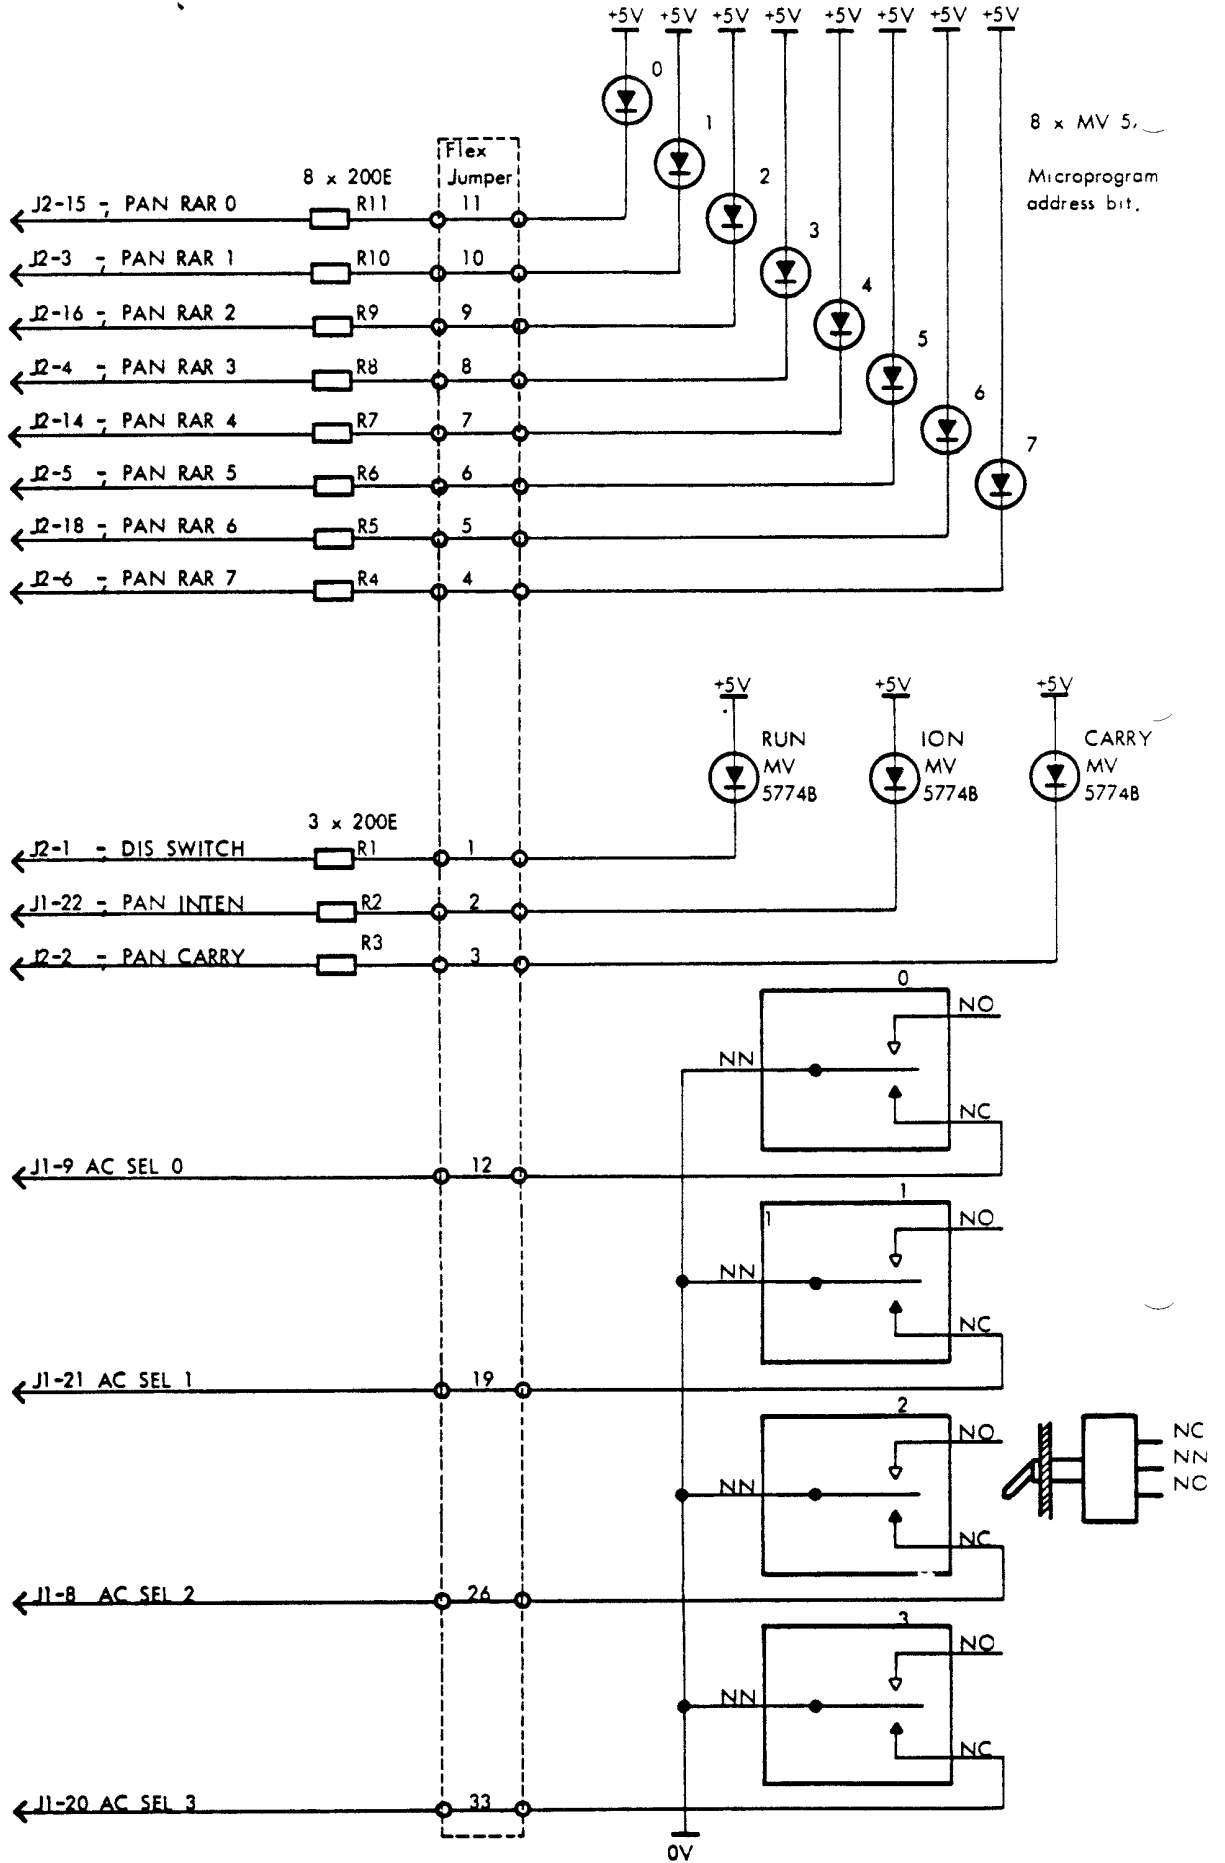 +5V +5V +5V +5V +5V +5V +5V +5V
0
1
2
3
4
5
6
7
8 x MV 5
Microprogram
address bit.
Flex
Jumper
8 x 200E
J2-15 -, PAN RAR 0 R11 11
J2-3 -, PAN RAR 1 R10 10
J2-16 -, PAN RAR 2 R9 9
J2-4 -, PAN RAR 3 R8 8
J2-14 -, PAN RAR 4 R7 7
J2-5 -, PAN RAR 5 R6 6
J2-18 -, PAN RAR 6 R5 5
J2-6 -, PAN RAR 7 R4 4
+5V +5V +5V
RUN
MV
5774B
ION
MV
5774B
CARRY
MV
5774B
3 x 200E
J2-1 -, DIS SWITCH R1 1
J1-22 -, PAN INTEN R2 2
J2-2 -, PAN CARRY R3 3
0
NO
NN
NC
J1-9 AC SEL 0 12
1
1
NO
NN
NC
J1-21 AC SEL 1 19
2
NO
NN
NC
NC
NN
NO
J1-8 AC SEL 2 26
3
NO
NN
NC
J1-20 AC SEL 3 33
0V